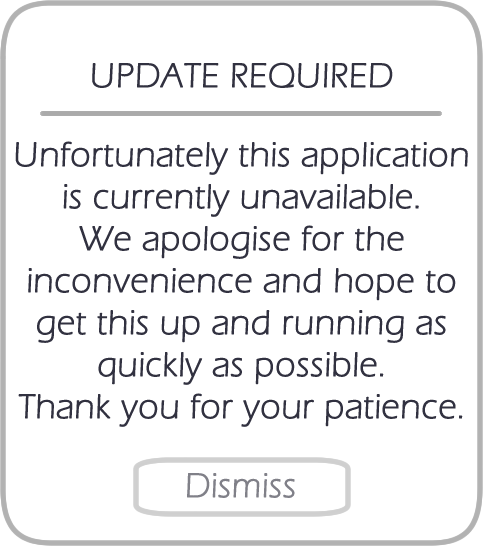 UPDATE REQUIRED
Unfortunately this application
is currently unavailable.
We apologise for the
inconvenience and hope to
get this up and running as
quickly as possible.
Thank you for your patience.
Dismiss